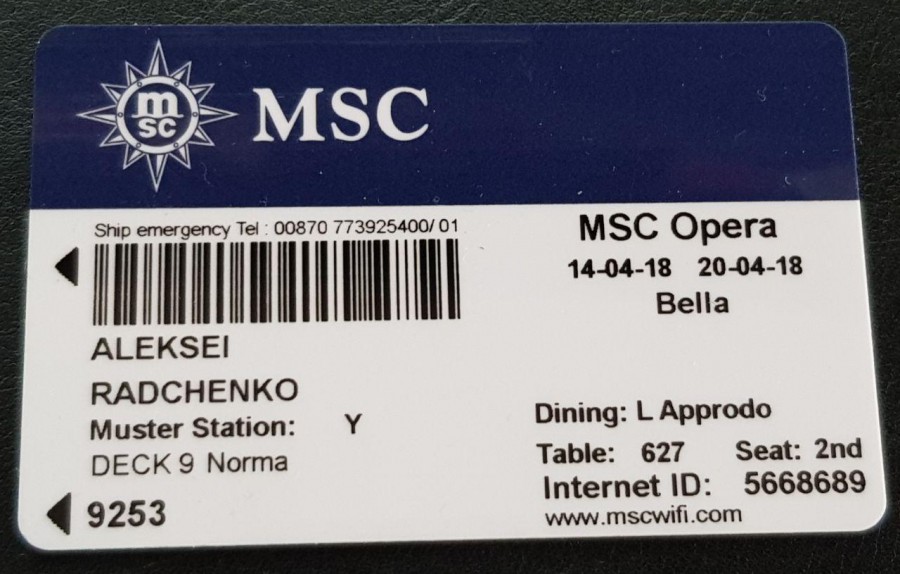 m
SC
MSC
Ship emergency Tel : 00870 773925400/ 01
MSC Opera
14-04-18 20-04-18
Bella
ALEKSEI
RADCHENKO
Muster Station: Y
DECK 9 Norma
9253
Dining: L Approdo
Table: 627 Seat: 2nd
Internet ID: 5668689
www.mscwifi.com